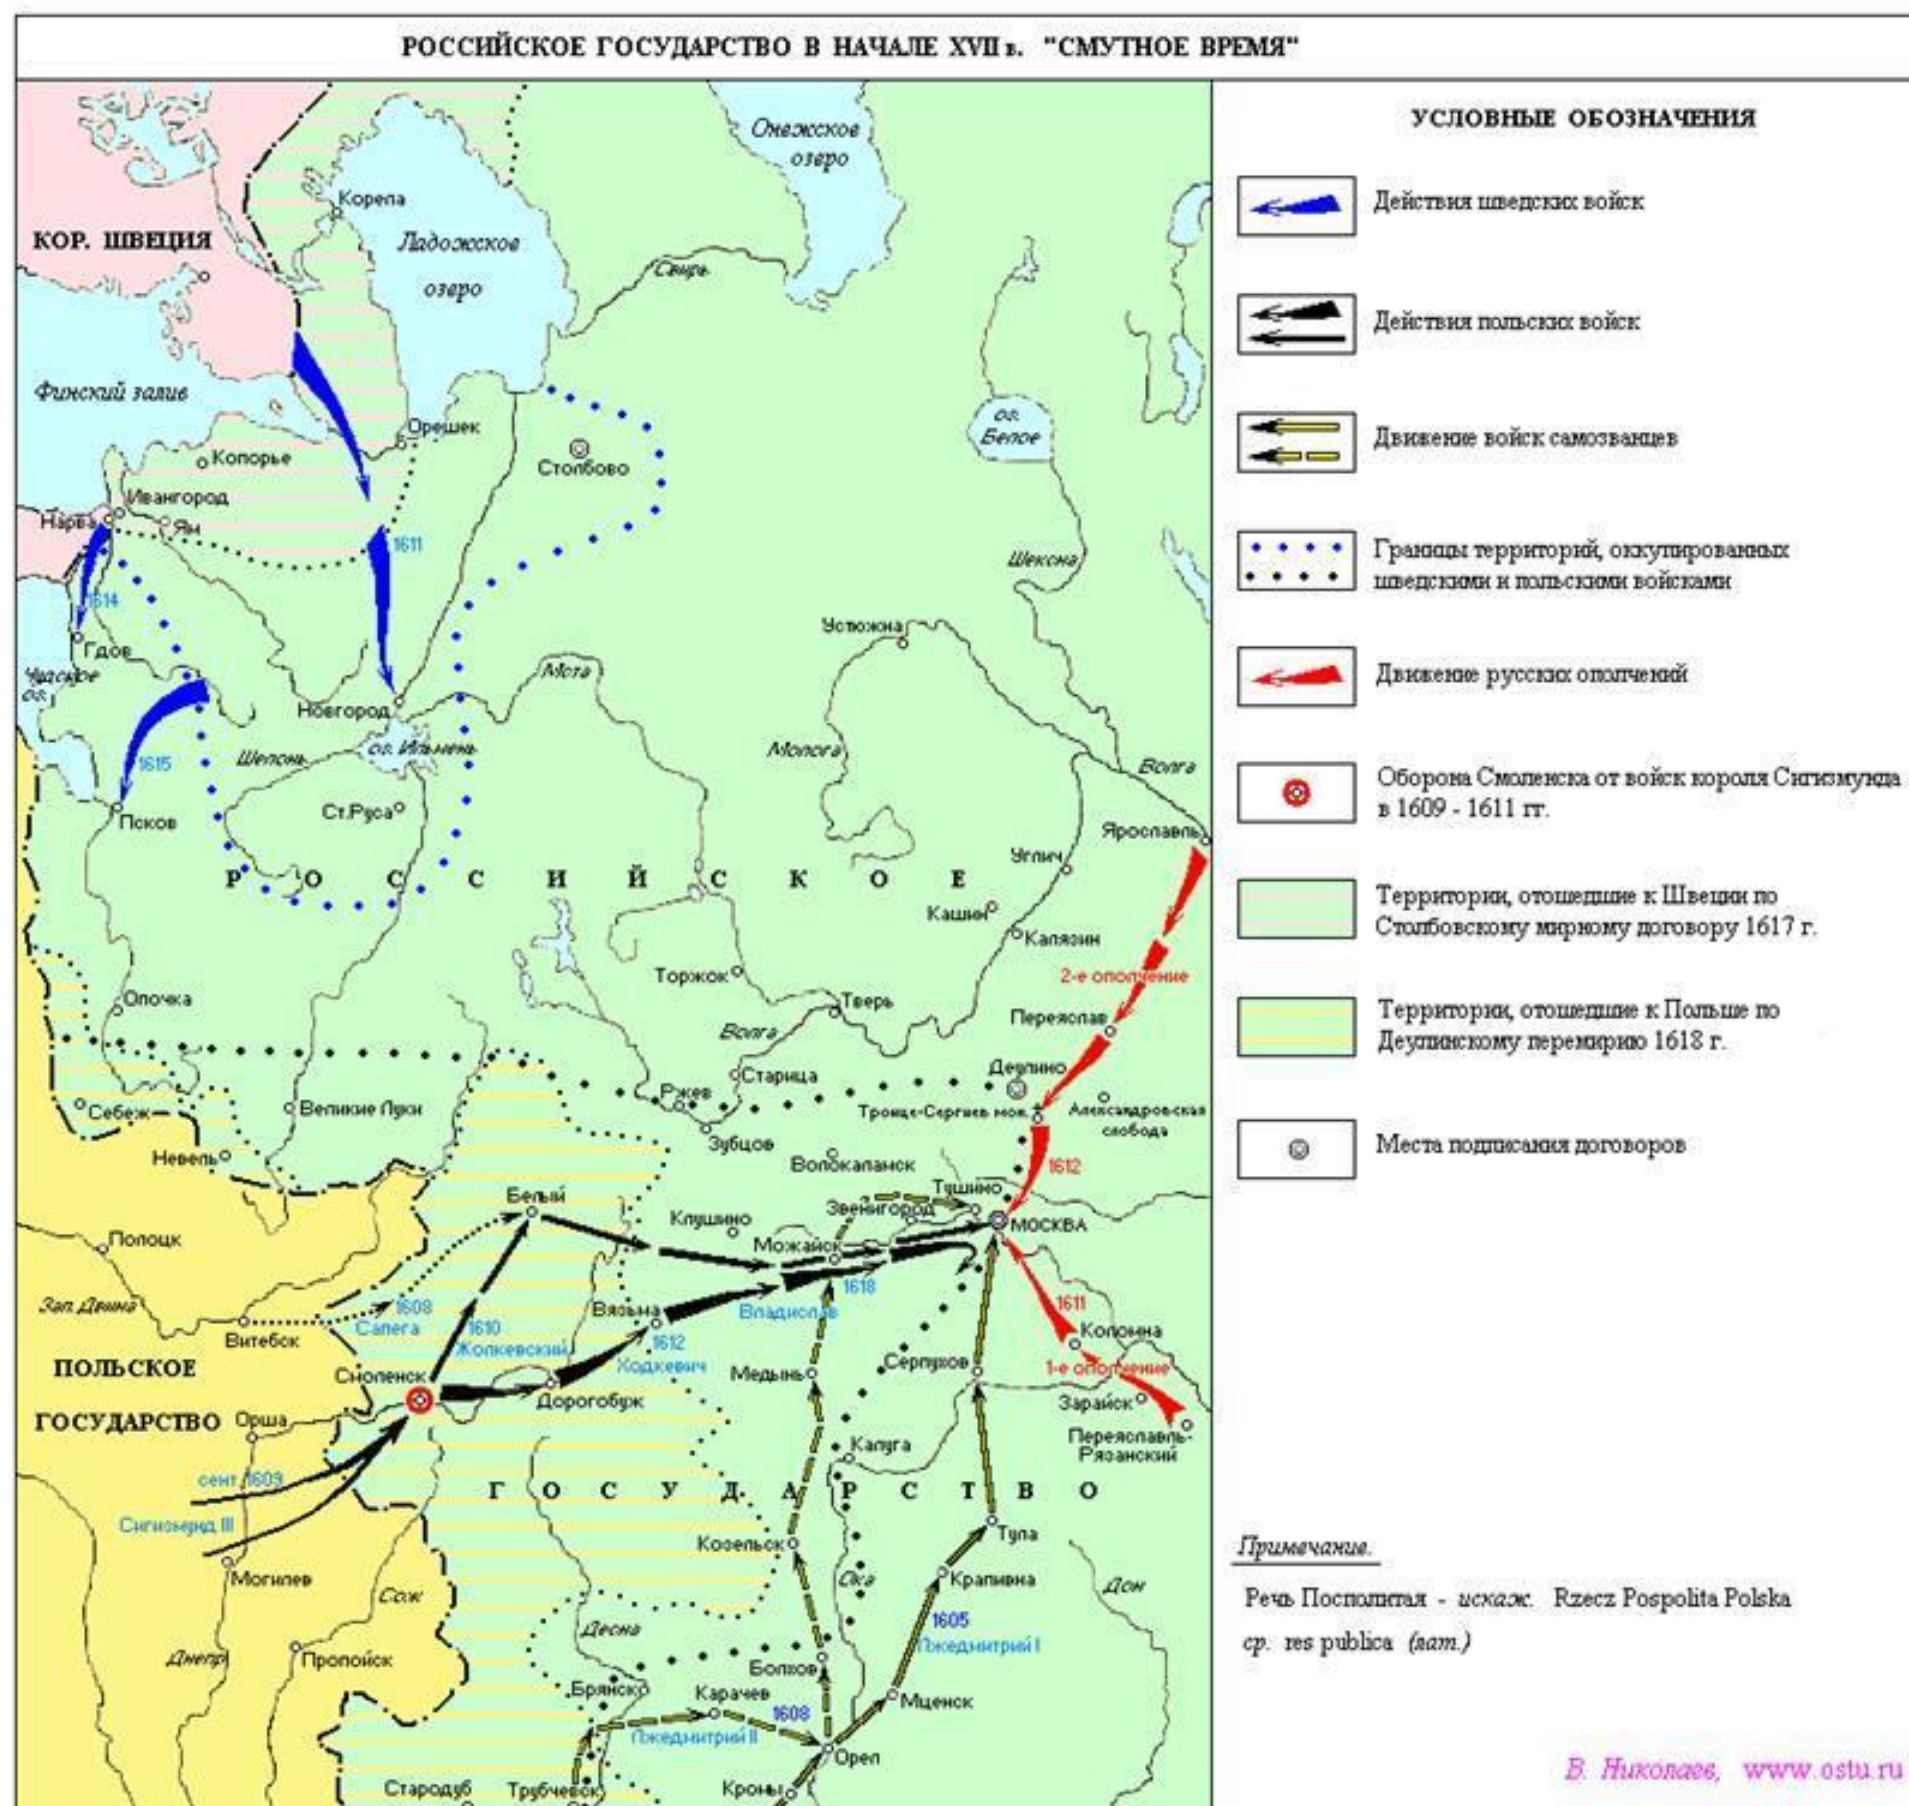 РОССИЙСКОЕ ГОСУДАРСТВО В НАЧАЛЕ XVII в. "СМУТНОЕ ВРЕМЯ"
Онежское
озеро
Корела
КОР. ШВЕЦИЯ
Ладожское
озеро
Свирь
Финский залив
Орешек
оз.
Белое
Копорье
Столбово
Ивангород
Нарва
Ям
1611
Шексна
1614
Гдов
Устюжна
Чудское
оз.
Мста
Новгород
оз. Ильмень
Шелонь
Молога
Волга
1615
Псков
Ст.Руса
Ярославль
Углич
Р О С С И Й С К О Е
Кашин
Калязин
Торжок
2-е ополчение
Опочка
Тверь
Переяслав
Волга
Деулино
Старица
Ржев
Себеж
Великие Луки
Троице-Сергиев мон.
Александровская
слобода
Зубцов
Невель
Волокаламск
1612
Белый
Тушино
Звенигород
Клушино
МОСКВА
Полоцк
Можайск
1618
Зап. Двина
1608
Сапега
Вязьма
Владислав
1611
Витебск
1610
Жолкевский
1612
Ходкевич
Коломна
ПОЛЬСКОЕ
Смоленск
Медынь
Серпухов
1-е ополчение
Дорогобуж
Зарайск
ГОСУДАРСТВО
Орша
Переяславль-
Рязанский
Калуга
сент. 1609
Г О С У Д А Р С Т В О
Сигизмунд III
Тула
Козельск
Могилев
Крапивна
Ока
Дон
Сож
1605
Лжедмитрий I
Десна
Днепр
Пропойск
Болхов
Брянск
Карачев
Мценск
1608
Лжедмитрий II
Орел
Стародуб
Трубчевск
Кромы
УСЛОВНЫЕ ОБОЗНАЧЕНИЯ
Действия шведских войск
Действия польских войск
Движение войск самозванцев
Границы территорий, оккупированных
шведскими и польскими войсками
Движение русских ополчений
Оборона Смоленска от войск короля Сигизмунда
в 1609 - 1611 гг.
Территории, отошедшие к Швеции по
Столбовскому мирному договору 1617 г.
Территории, отошедшие к Польше по
Деулинскому перемирию 1618 г.
Места подписания договоров
Примечание.
Речь Посполитая - искаж. Rzecz Pospolita Polska
ср. res publica (лат.)
В. Николаев, www.ostu.ru